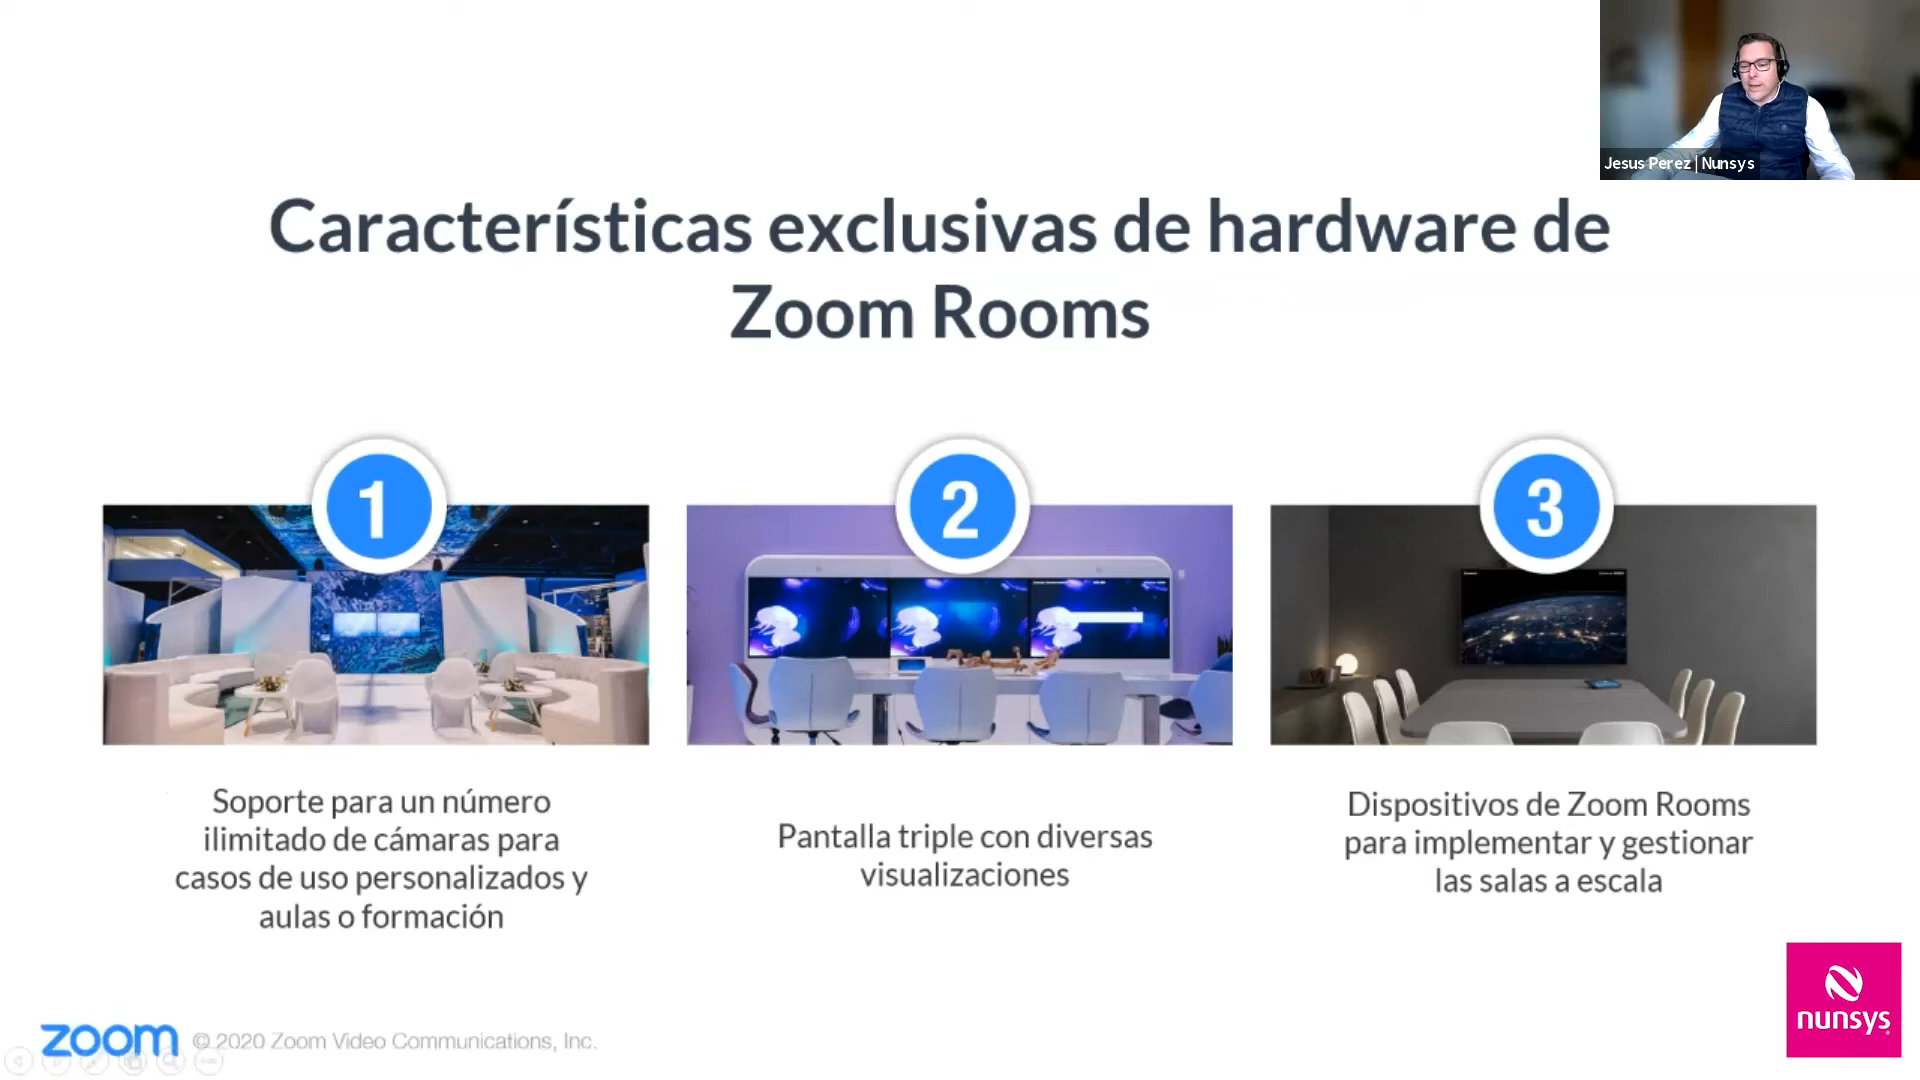 Jesus Perez | Nunsys
Características exclusivas de hardware de
Zoom Rooms
1
2
3
Soporte para un número
ilimitado de cámaras para
casos de uso personalizados y
aulas o formación
Pantalla triple con diversas
visualizaciones
Dispositivos de Zoom Rooms
para implementar y gestionar
las salas a escala
nunsys
zoom © 2020 Zoom Video Communications, Inc.